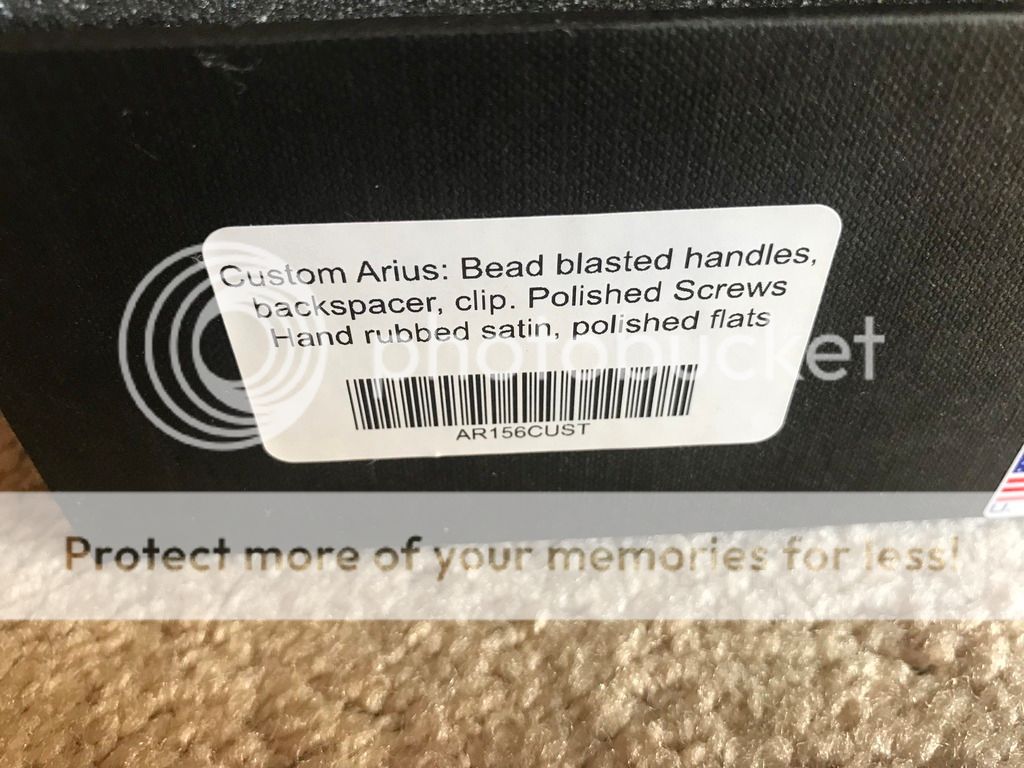 Custom Arius: Bead blasted handles,
backspacer, clip. Polished Screws
Hand rubbed satin, polished flats
photobucket
AR156CUST
Protect more of your memories for less!